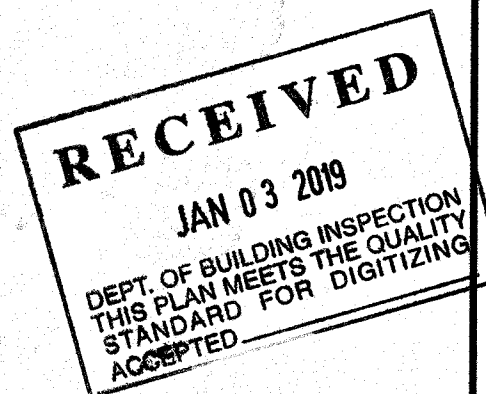 RECEIVED
JAN 03 2019
DEPT. OF BUILDING INSPECTION
THIS PLAN MEETS THE QUALITY
STANDARD FOR DIGITIZING
ACCEPTED